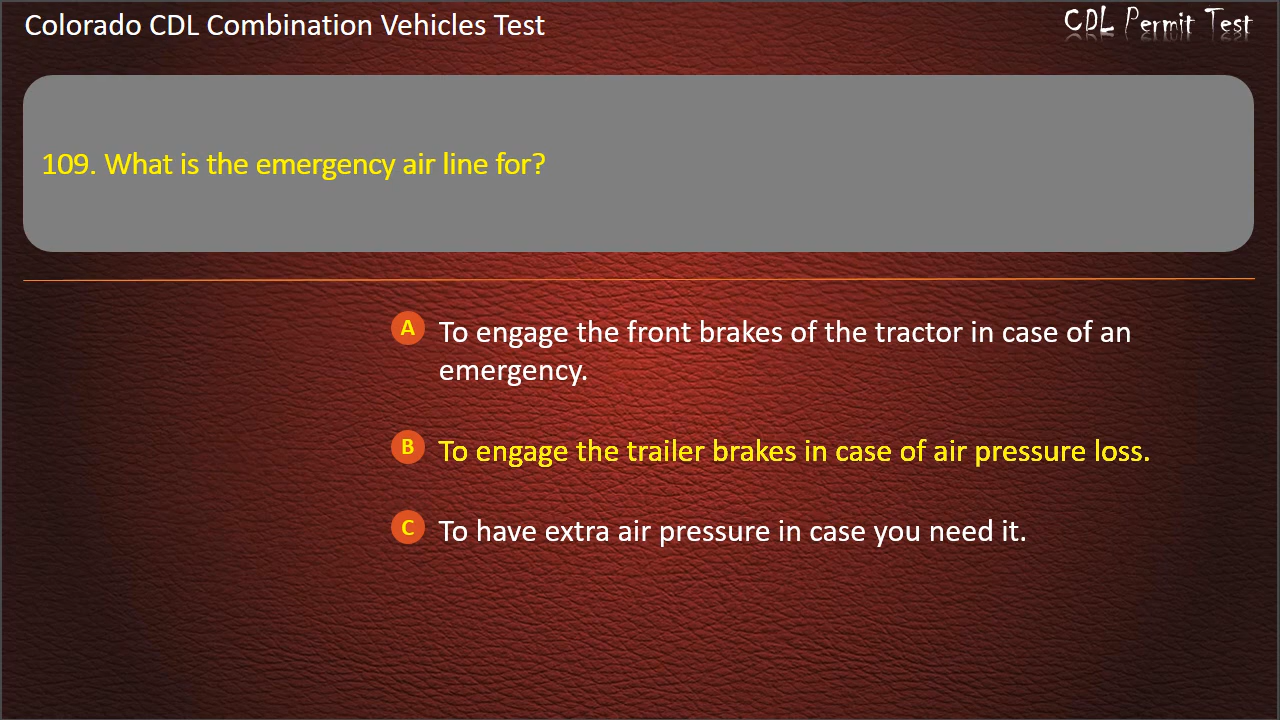 Colorado CDL Combination Vehicles Test
CDL Permit Test
109. What is the emergency air line for?
A To engage the front brakes of the tractor in case of an
emergency.
B To engage the trailer brakes in case of air pressure loss.
C To have extra air pressure in case you need it.